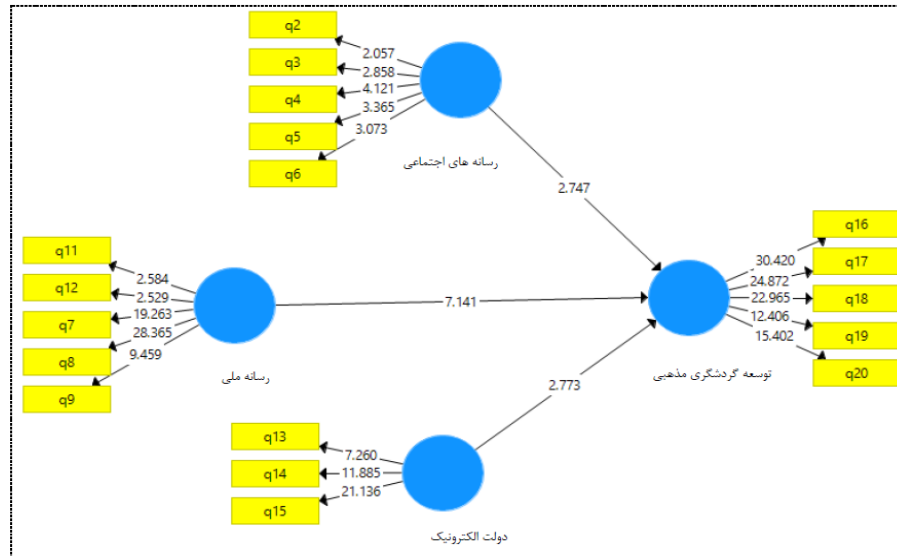 q2
q3
q4
q5
q6
2.057
2.858
4.121
3.365
3.073
رسانه های اجتماعی
2.747
q11
q12
q7
q8
q9
2.584
2.529
19.263
28.365
9.459
رسانه ملی
7.141
q16
q17
q18
q19
q20
30.420
24.872
22.965
12.406
15.402
توسعه گردشگری مذهبی
2.773
q13
q14
q15
7.260
11.885
21.136
دولت الکترونیک